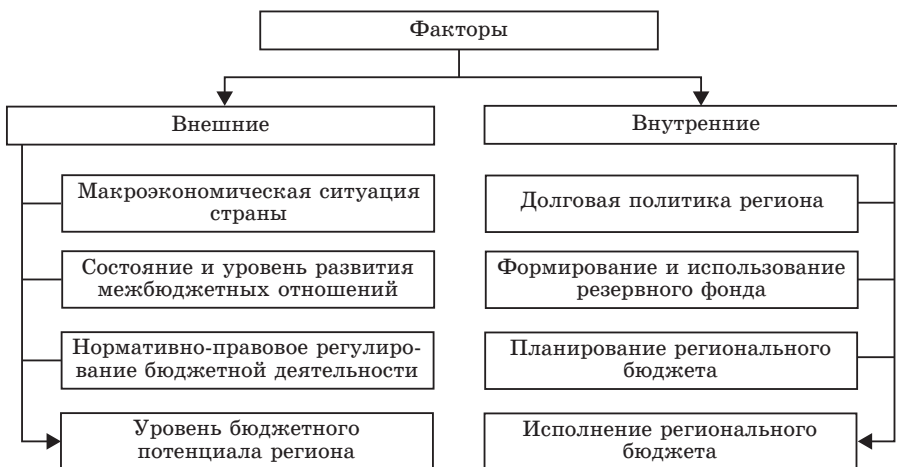 Факторы
Внешние
Макроэкономическая ситуация
страны
Состояние и уровень развития
межбюджетных отношений
Нормативно-правовое регулиро-
вание бюджетной деятельности
Уровень бюджетного
потенциала региона
Внутренние
Долговая политика региона
Формирование и использование
резервного фонда
Планирование регионального
бюджета
Исполнение регионального
бюджета